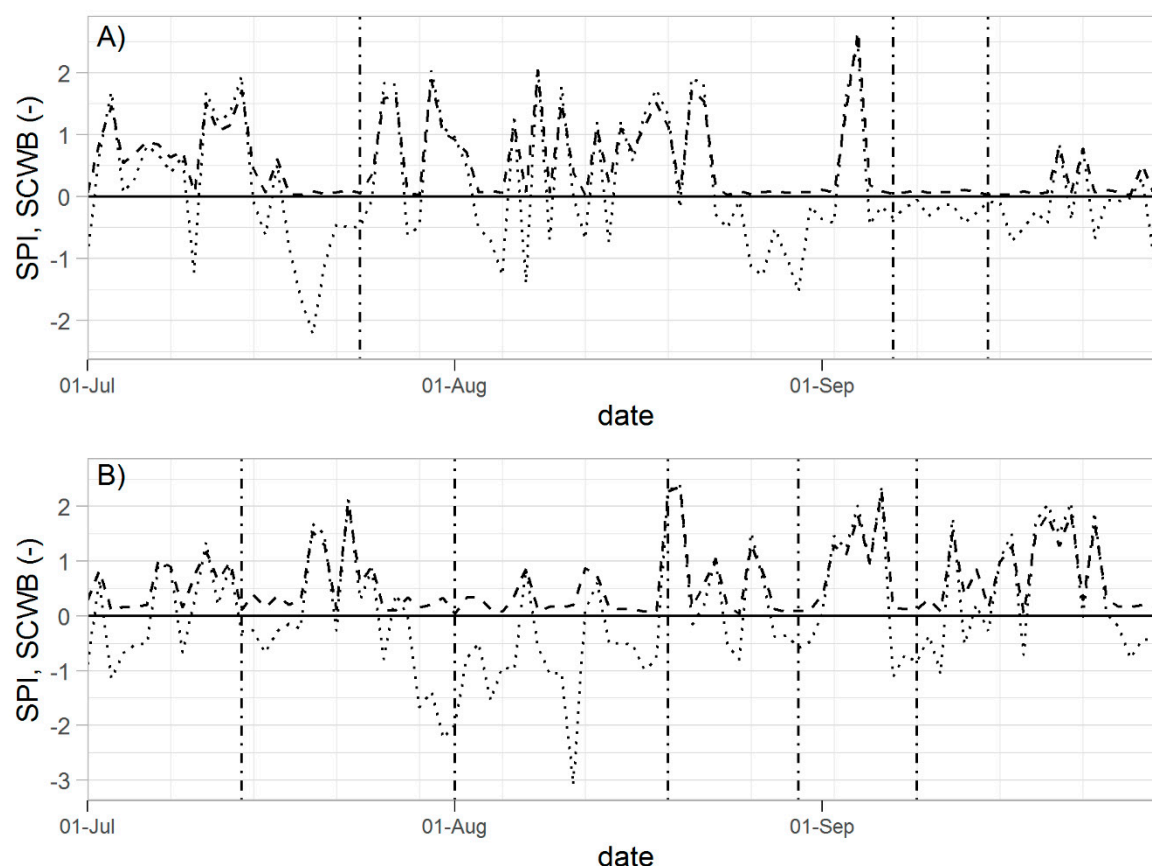 A)
SPI, SCWB (-)
2
1
0
-1
-2
01-Jul
01-Aug
01-Sep
date
B)
SPI, SCWB (-)
2
1
0
-1
-2
-3
01-Jul
01-Aug
01-Sep
date